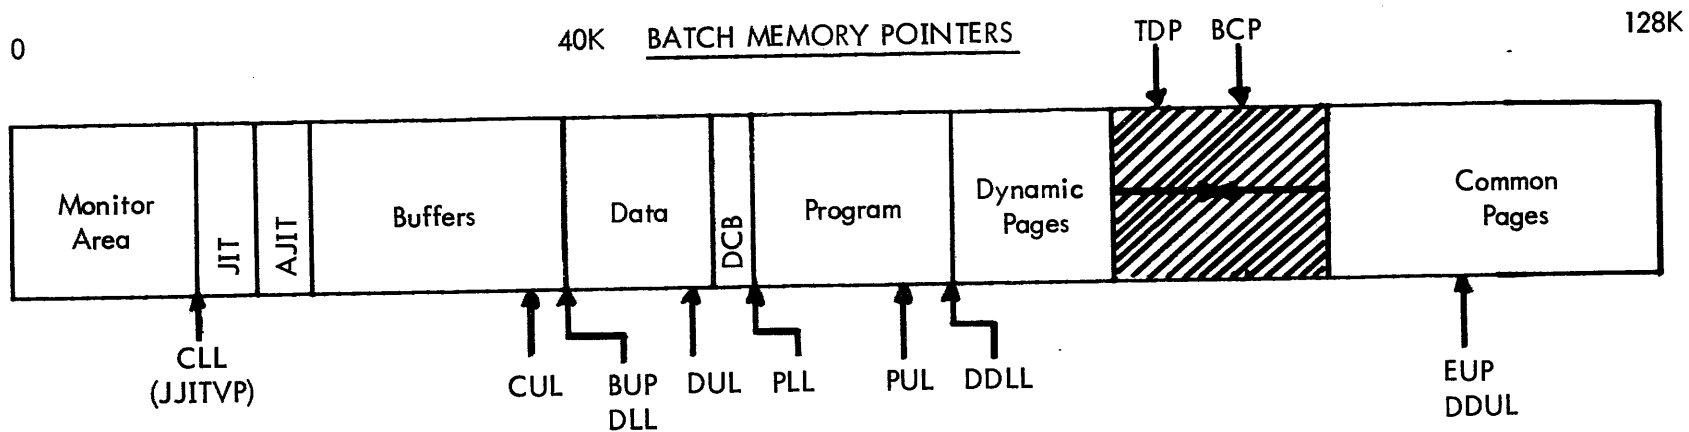 0
40K
BATCH MEMORY POINTERS
TDP
BCP
128K
Monitor
Area
JIT
AJIT
Buffers
Data
DCB
Program
Dynamic
Pages
Common
Pages
CLL
(JJITVP)
CUL
BUP
DLL
DUL
PLL
PUL
DDLL
EUP
DDUL